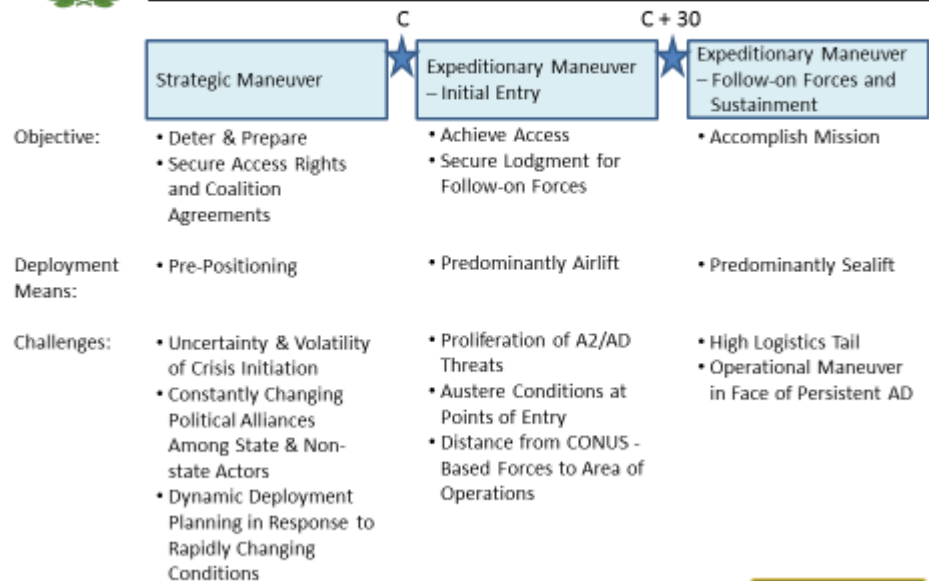 C
C + 30
Strategic Maneuver
Expeditionary Maneuver
– Initial Entry
Expeditionary Maneuver
– Follow-on Forces and
Sustainment
Objective:
• Deter & Prepare
• Secure Access Rights
and Coalition
Agreements
• Achieve Access
• Secure Lodgment for
Follow-on Forces
• Accomplish Mission
Deployment
Means:
• Pre-Positioning
• Predominantly Airlift
• Predominantly Sealift
Challenges:
• Uncertainty & Volatility
of Crisis Initiation
• Constantly Changing
Political Alliances
Among State & Non-
state Actors
• Dynamic Deployment
Planning in Response to
Rapidly Changing
Conditions
• Proliferation of A2/AD
Threats
• Austere Conditions at
Points of Entry
• Distance from CONUS -
Based Forces to Area of
Operations
• High Logistics Tail
• Operational Maneuver
in Face of Persistent AD